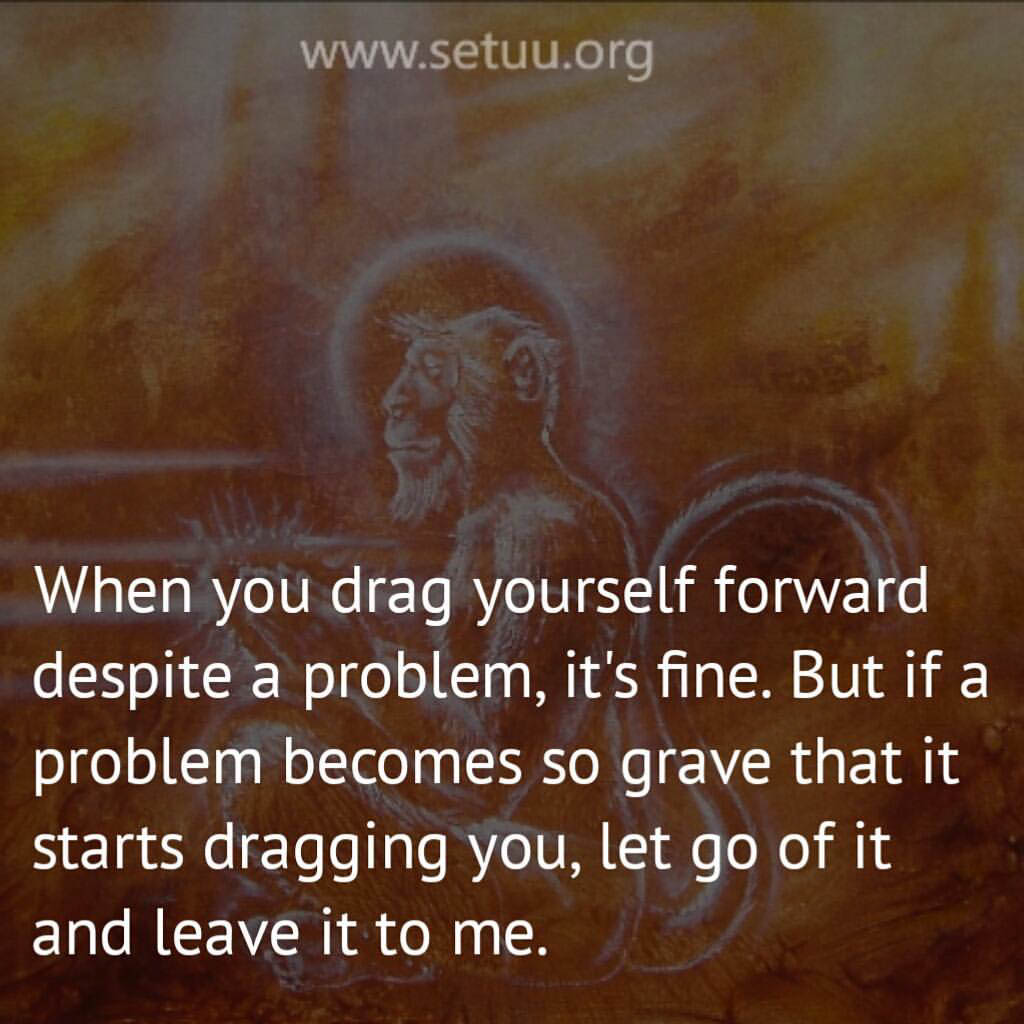 www.setuu.org
When you drag yourself forward
despite a problem, it's fine. But if a
problem becomes so grave that it
starts dragging you, let go of it
and leave it to me.